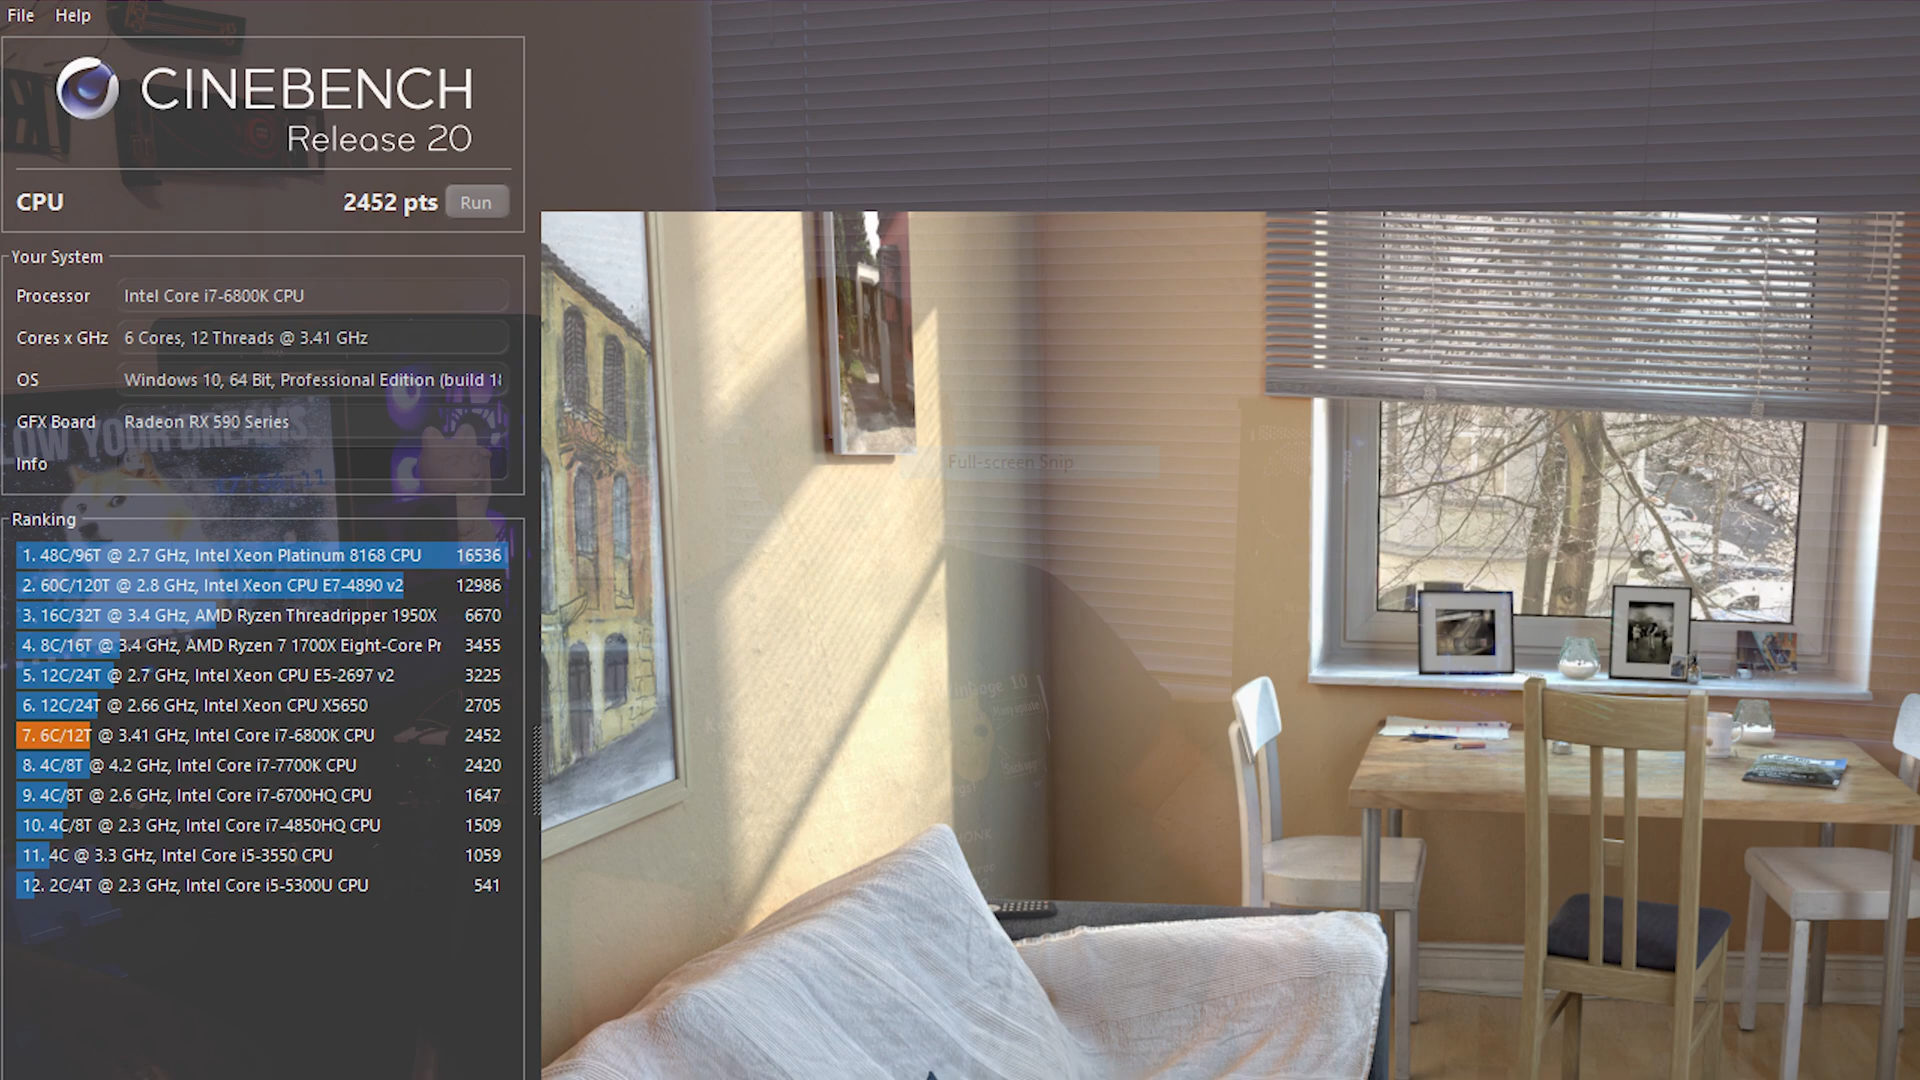 File Help
CINEBENCH
Release 20
CPU 2452 pts Run
Your System
Processor Intel Core i7-6800K CPU
Cores x GHz 6 Cores, 12 Threads @ 3.41 GHz
OS Windows 10, 64 Bit, Professional Edition (build 1
GFX Board Radeon RX 590 Series
LOW YOUR DREAMS
Info
Full-screen Snip
Ranking
1. 48C/96T @ 2.7 GHz, Intel Xeon Platinum 8168 CPU 16536
2. 60C/120T @ 2.8 GHz, Intel Xeon CPU E7-4890 v2 12986
3. 16C/32T @ 3.4 GHz, AMD Ryzen Threadripper 1950X 6670
4. 8C/16T @ 3.4 GHz, AMD Ryzen 7 1700X Eight-Core Pr 3455
5. 12C/24T @ 2.7 GHz, Intel Xeon CPU E5-2697 v2 3225
6. 12C/24T @ 2.66 GHz, Intel Xeon CPU X5650 2705
7. 6C/12T @ 3.41 GHz, Intel Core i7-6800K CPU 2452
8. 4C/8T @ 4.2 GHz, Intel Core i7-7700K CPU 2420
9. 4C/8T @ 2.6 GHz, Intel Core i7-6700HQ CPU 1647
10. 4C/8T @ 2.3 GHz, Intel Core i7-4850HQ CPU 1509
11. 4C @ 3.3 GHz, Intel Core i5-3550 CPU 1059
12. 2C/4T @ 2.3 GHz, Intel Core i5-5300U CPU 541